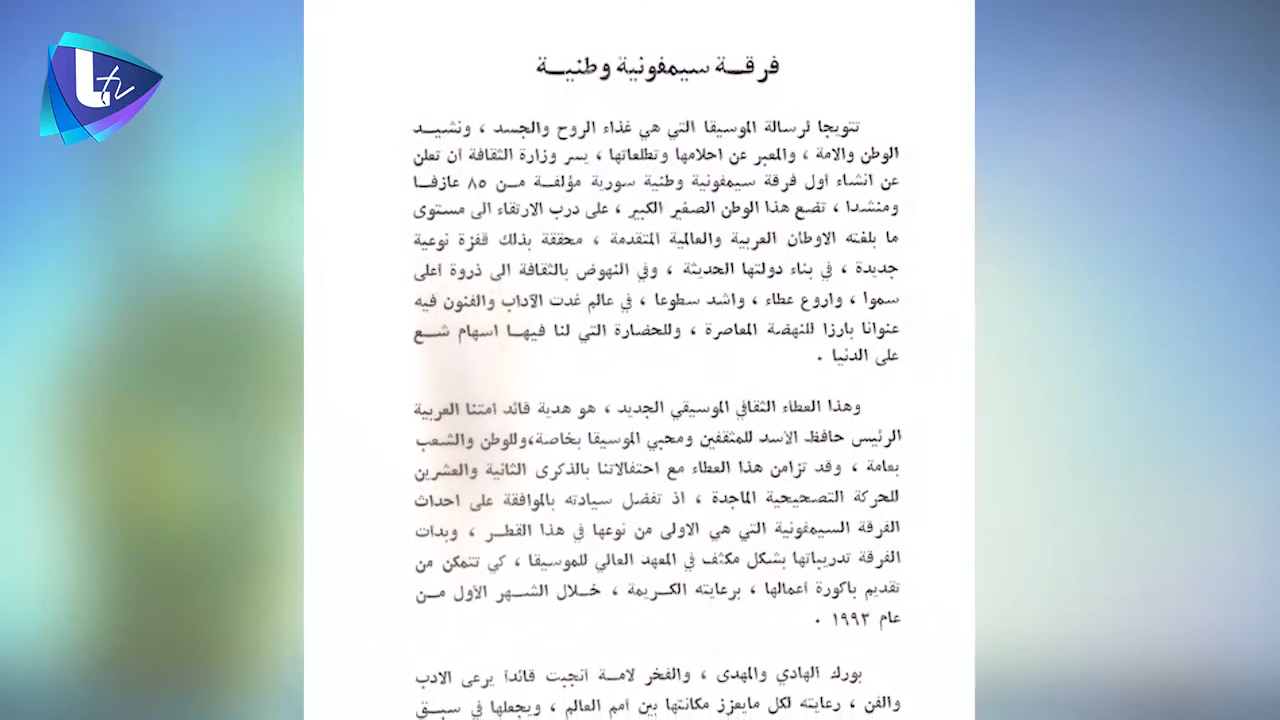 Ltv
فرقة سيمفونية وطنية
تتويجا لرسالة الموسيقا التي هي غذاء الروح والجسد ، ونشيد
الوطن والامة ، والمعبر عن احلامها وتطلعاتها ، يسر وزارة الثقافة ان تعلن
عن انشاء اول فرقة سيمفونية وطنية سورية مؤلفة من ٨٥ عازفا
ومنشدا ، تضع هذا الوطن الصغير الكبير ، على درب الارتقاء الى مستوى
ما بلغته الاوطان العربية والعالمية المتقدمة ، محققة بذلك قفزة نوعية
جديدة ، في بناء دولتها الحديثة ، وفي النهوض بالثقافة الى ذروة اعلى
سموا ، واروع عطاء ، واشد سطوعا ، في عالم غدت الآداب والفنون فيه
عنوانا بارزا للنهضة المعاصرة ، وللحضارة التي لنا فيها اسهام شع
على الدنيا .
وهذا العطاء الثقافي الموسيقي الجديد ، هو هدية قائد امتنا العربية
الرئيس حافظ الأسد للمثقفين ومحبي الموسيقا بخاصة،وللوطن والشعب
بعامة ، وقد تزامن هذا العطاء مع احتفالاتنا بالذكرى الثانية والعشرين
للحركة التصحيحية الماجدة ، اذ تفضل سيادته بالموافقة على احداث
الفرقة السيمفونية التي هي الاولى من نوعها في هذا القطر ، وبدات
الفرقة تدريباتها بشكل مكثف في المعهد العالي للموسيقا ، كي تتمكن من
تقديم باكورة اعمالها ، برعايته الكريمة ، خلال الشهر الأول من
عام ١٩٩٣ .
بورك الهادي والمهدى ، والفخر لامة انجبت قائدا يرعى الادب
والفن ، رعايته لكل مايعزز مكانتها بين امم العالم ، ويجعلها في سبق